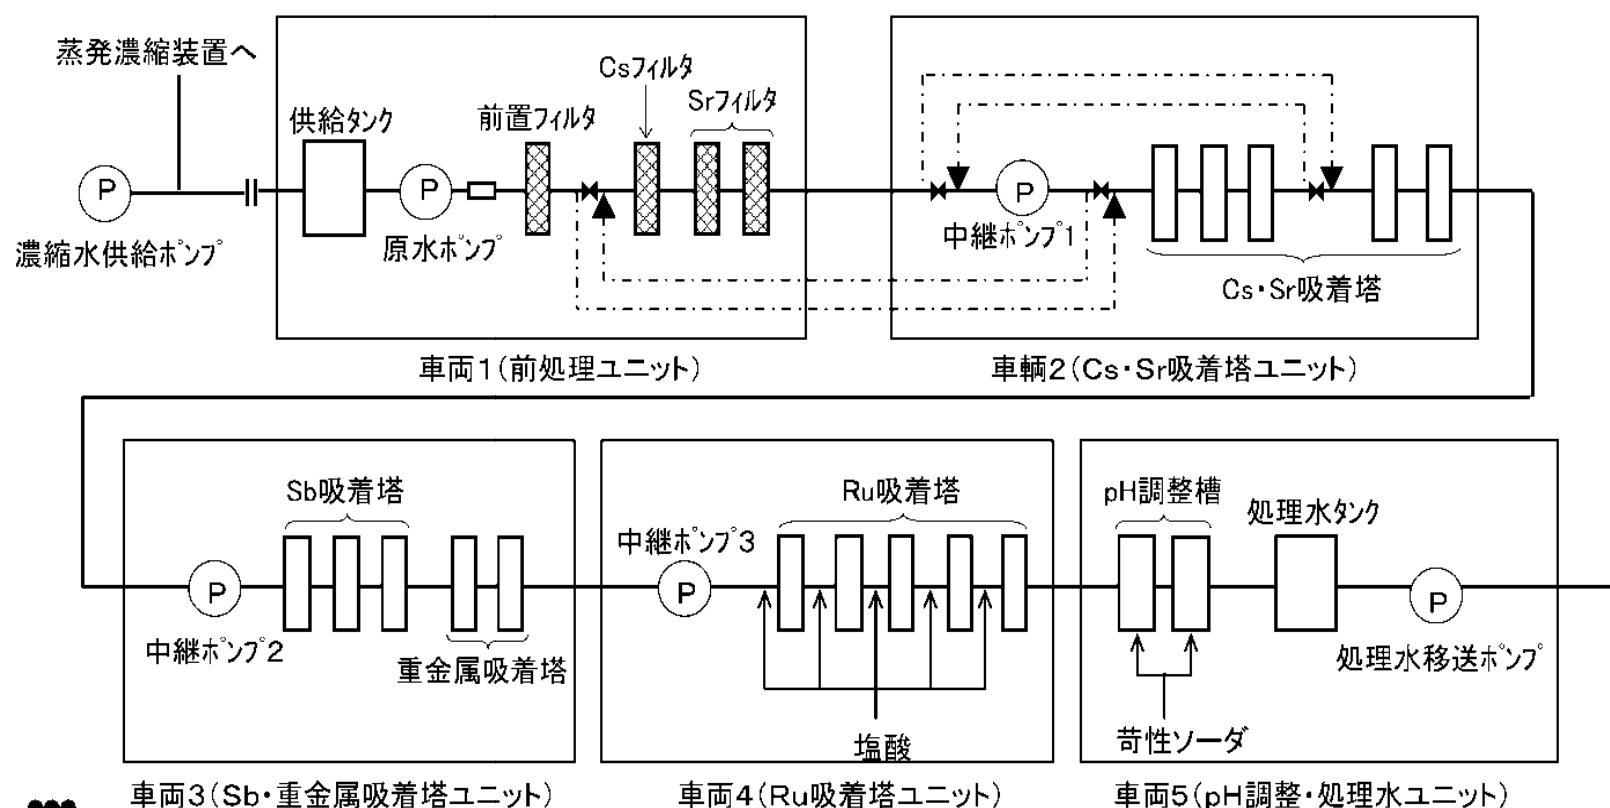 蒸発濃縮装置へ
P
濃縮水供給ポンプ
供給タンク
P
原水ポンプ
前置フィルタ
Csフィルタ
Srフィルタ
車両1(前処理ユニット)
P
中継ポンプ1
Cs・Sr吸着塔
車輌2(Cs・Sr吸着塔ユニット)
P
中継ポンプ2
Sb吸着塔
重金属吸着塔
車両3(Sb・重金属吸着塔ユニット)
中継ポンプ3
P
Ru吸着塔
塩酸
車両4(Ru吸着塔ユニット)
pH調整槽
苛性ソーダ
処理水タンク
P
処理水移送ポンプ
車両5(pH調整・処理水ユニット)